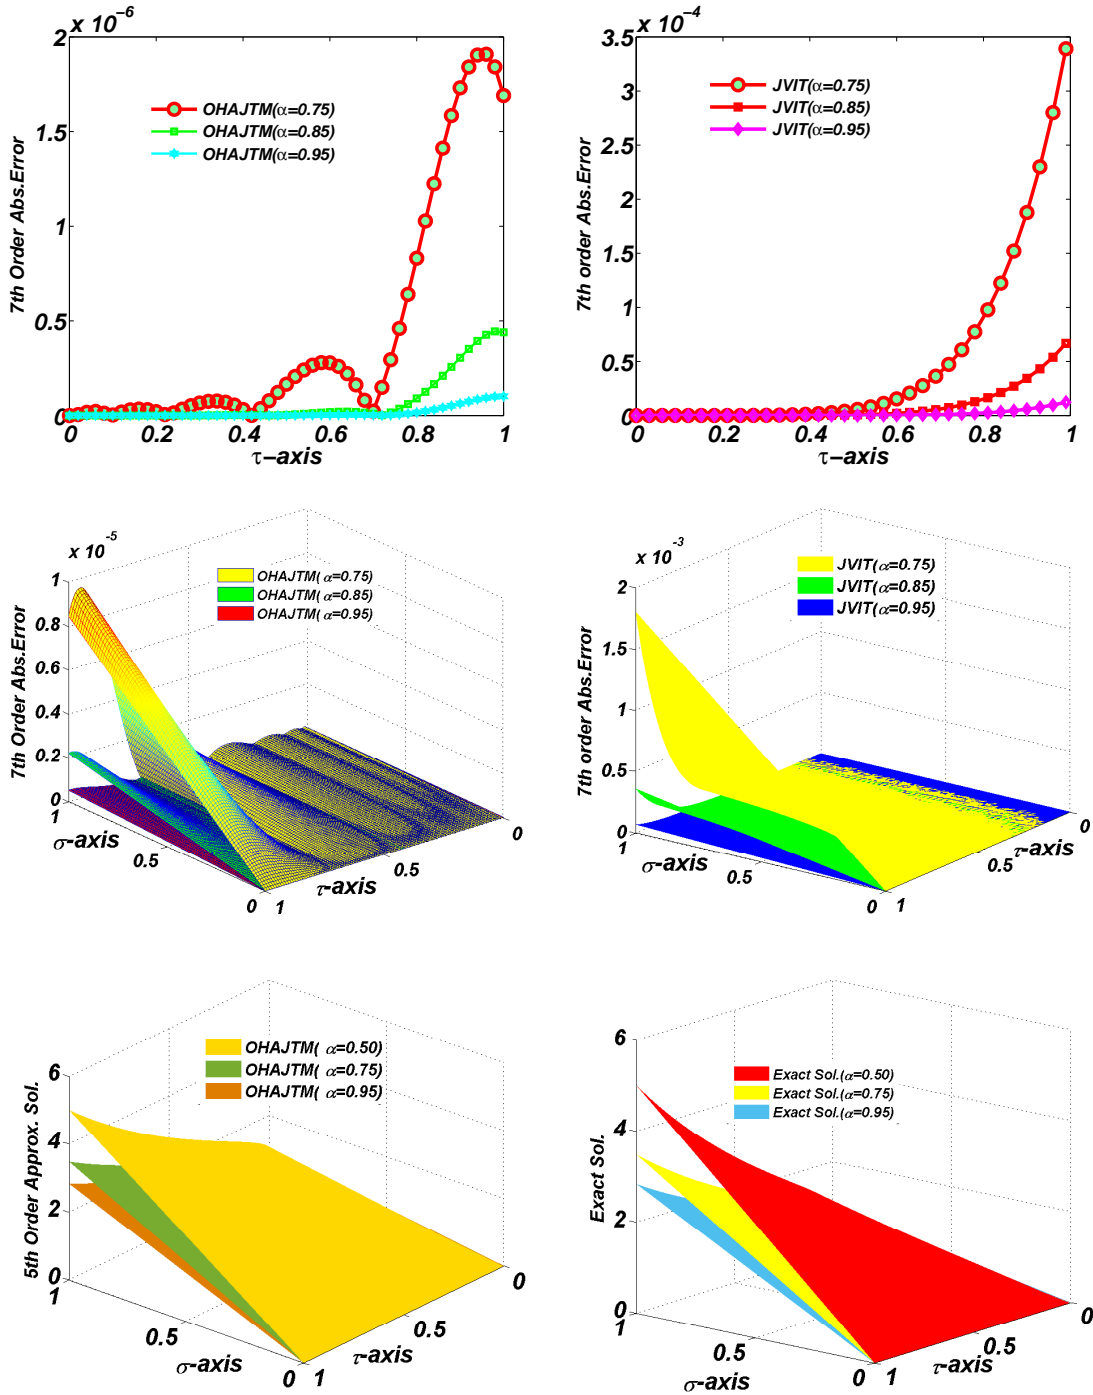 x 10^-6
2
1.5
1
0.5
0
7th Order Abs.Error
OHAJTM(α=0.75)
OHAJTM(α=0.85)
OHAJTM(α=0.95)
0 0.2 0.4 0.6 0.8 1
τ-axis
x 10^-4
3.5
3
2.5
2
1.5
1
0.5
0
7th order Abs.Error
JVIT(α=0.75)
JVIT(α=0.85)
JVIT(α=0.95)
0 0.2 0.4 0.6 0.8 1
τ-axis
x 10^-5
1
0.8
0.6
0.4
0.2
0
7th Order Abs.Error
OHAJTM( α=0.75)
OHAJTM( α=0.85)
OHAJTM( α=0.95)
1
0.5
0
σ-axis
0
0.5
1
τ-axis
x 10^-3
2
1.5
1
0.5
0
7th order Abs.Error
JVIT(α=0.75)
JVIT(α=0.85)
JVIT(α=0.95)
1
0.5
0
σ-axis
0
0.5
1
τ-axis
6
4
2
0
5th Order Approx. Sol.
OHAJTM( α=0.50)
OHAJTM( α=0.75)
OHAJTM( α=0.95)
1
0.5
0
σ-axis
0
0.5
1
τ-axis
6
4
2
0
Exact Sol.
Exact Sol.(α=0.50)
Exact Sol.(α=0.75)
Exact Sol.(α=0.95)
1
0.5
0
σ-axis
0
0.5
1
τ-axis